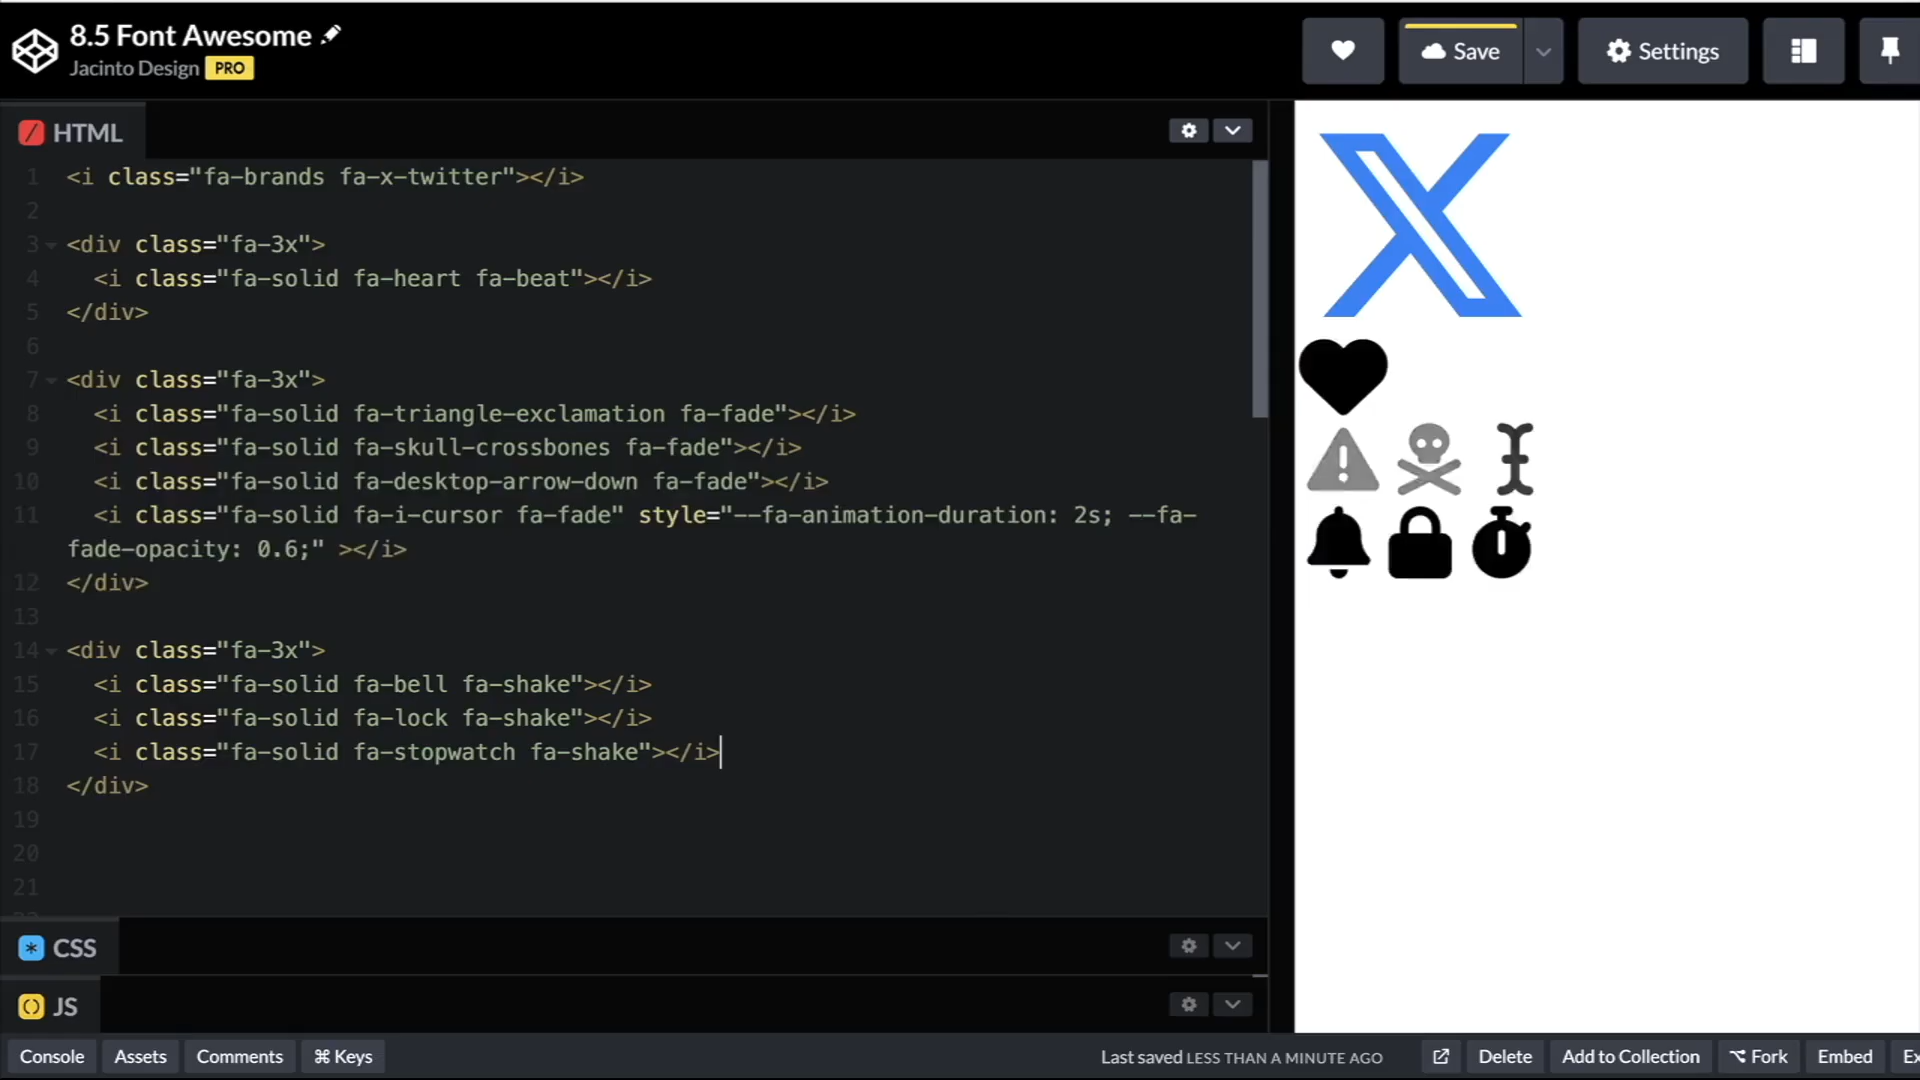 8.5 Font Awesome
Jacinto Design PRO
Save
Settings
HTML
1 <i class="fa-brands fa-x-twitter"></i>
2
3 <div class="fa-3x">
4 <i class="fa-solid fa-heart fa-beat"></i>
5 </div>
6
7 <div class="fa-3x">
8 <i class="fa-solid fa-triangle-exclamation fa-fade"></i>
9 <i class="fa-solid fa-skull-crossbones fa-fade"></i>
10 <i class="fa-solid fa-desktop-arrow-down fa-fade"></i>
11 <i class="fa-solid fa-i-cursor fa-fade" style="--fa-animation-duration: 2s; --fa-
fade-opacity: 0.6;" ></i>
12 </div>
13
14 <div class="fa-3x">
15 <i class="fa-solid fa-bell fa-shake"></i>
16 <i class="fa-solid fa-lock fa-shake"></i>
17 <i class="fa-solid fa-stopwatch fa-shake"></i>
18 </div>
19
20
21
CSS
JS
Console Assets Comments ⌘ Keys Last saved LESS THAN A MINUTE AGO Delete Add to Collection ⌥ Fork Embed